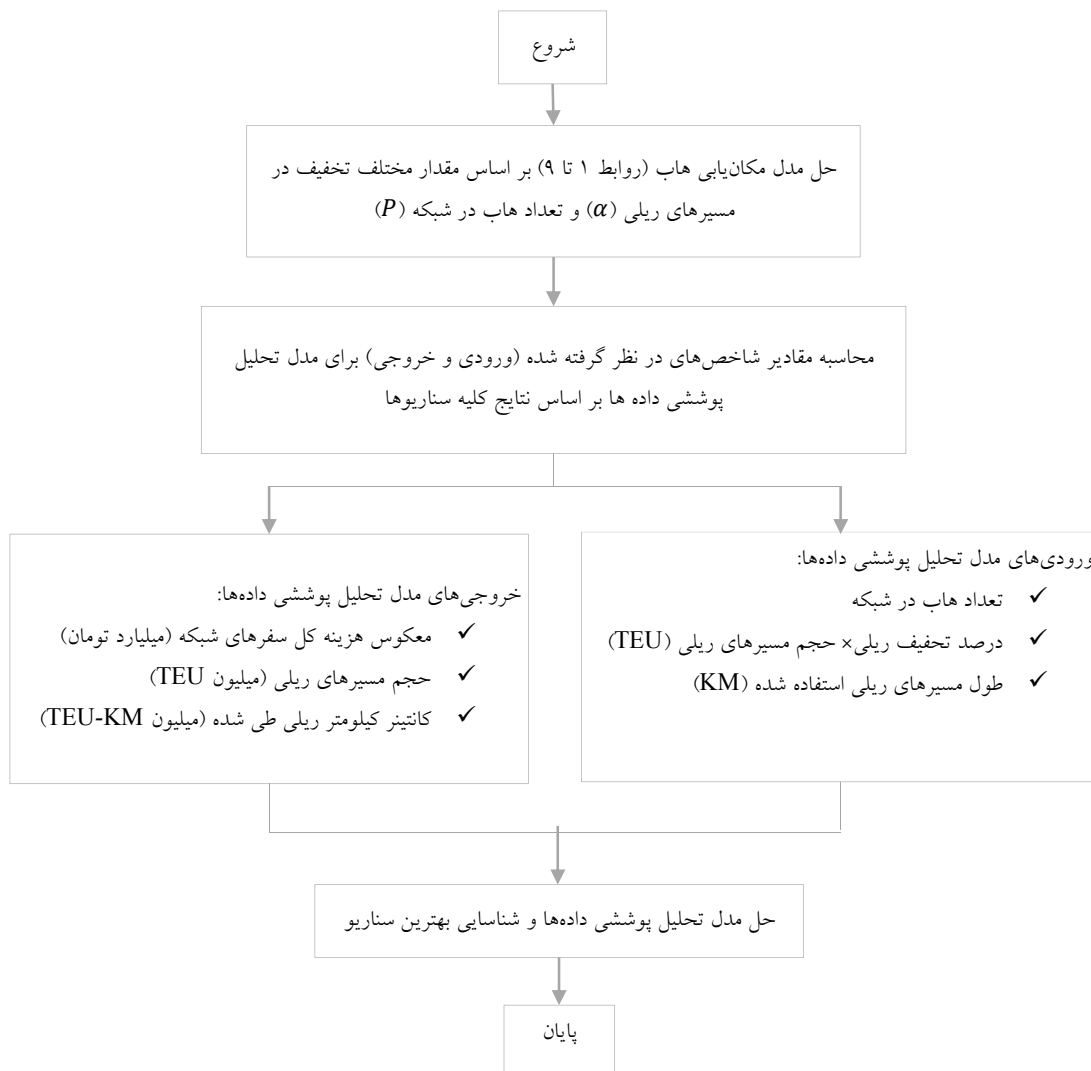 شروع
حل مدل مکان‌یابی هاب (روابط ۱ تا ۹) بر اساس مقدار مختلف تخفیف در
مسیرهای ریلی (α) و تعداد هاب در شبکه (P)
محاسبه مقادیر شاخص‌های در نظر گرفته شده (ورودی و خروجی) برای مدل تحلیل
پوششی داده ها بر اساس نتایج کلیه سناریوها
ورودی‌های مدل تحلیل پوششی داده‌ها:
✓ تعداد هاب در شبکه
✓ درصد تخفیف ریلی× حجم مسیرهای ریلی (TEU)
✓ طول مسیرهای ریلی استفاده شده (KM)
خروجی‌های مدل تحلیل پوششی داده‌ها:
✓ معکوس هزینه کل سفرهای شبکه (میلیارد تومان)
✓ حجم مسیرهای ریلی (میلیون TEU)
✓ کانتینر کیلومتر ریلی طی شده (میلیون TEU-KM)
حل مدل تحلیل پوششی داده‌ها و شناسایی بهترین سناریو
پایان